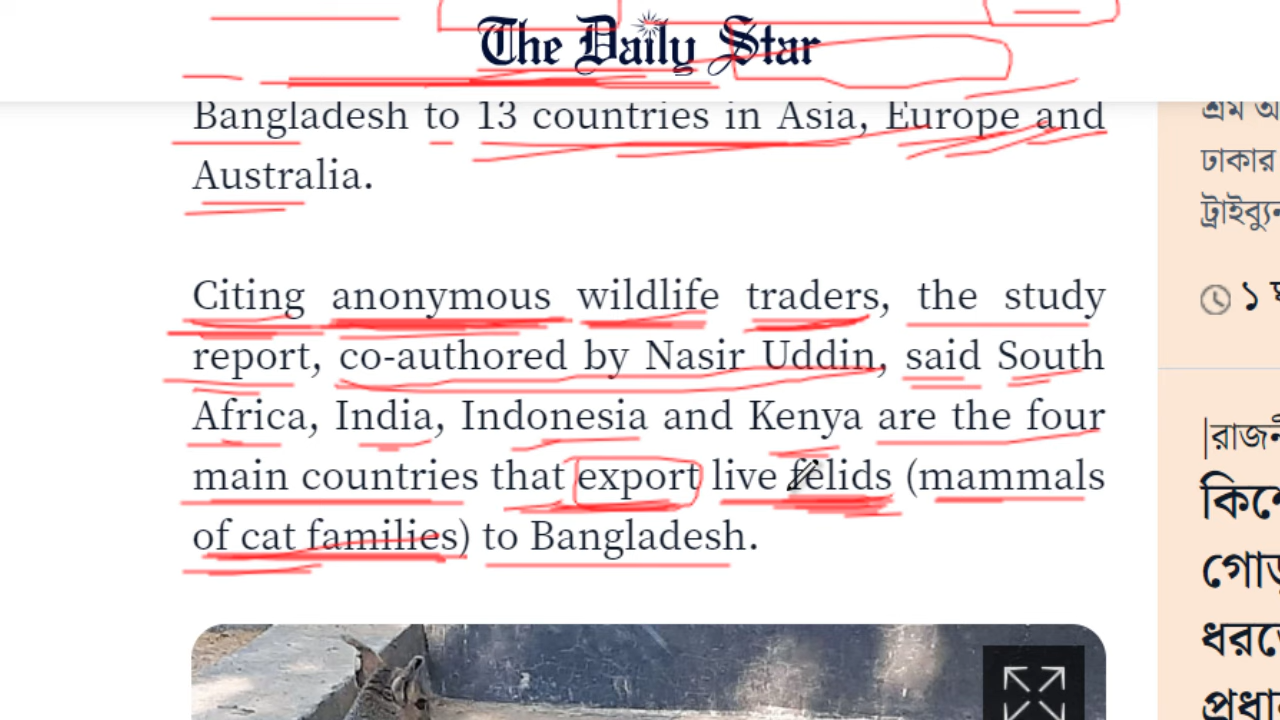 The Daily Star
Bangladesh to 13 countries in Asia, Europe and
Australia.
Citing anonymous wildlife traders, the study
report, co-authored by Nasir Uddin, said South
Africa, India, Indonesia and Kenya are the four
main countries that export live felids (mammals
of cat families) to Bangladesh.
ঢাকার
১